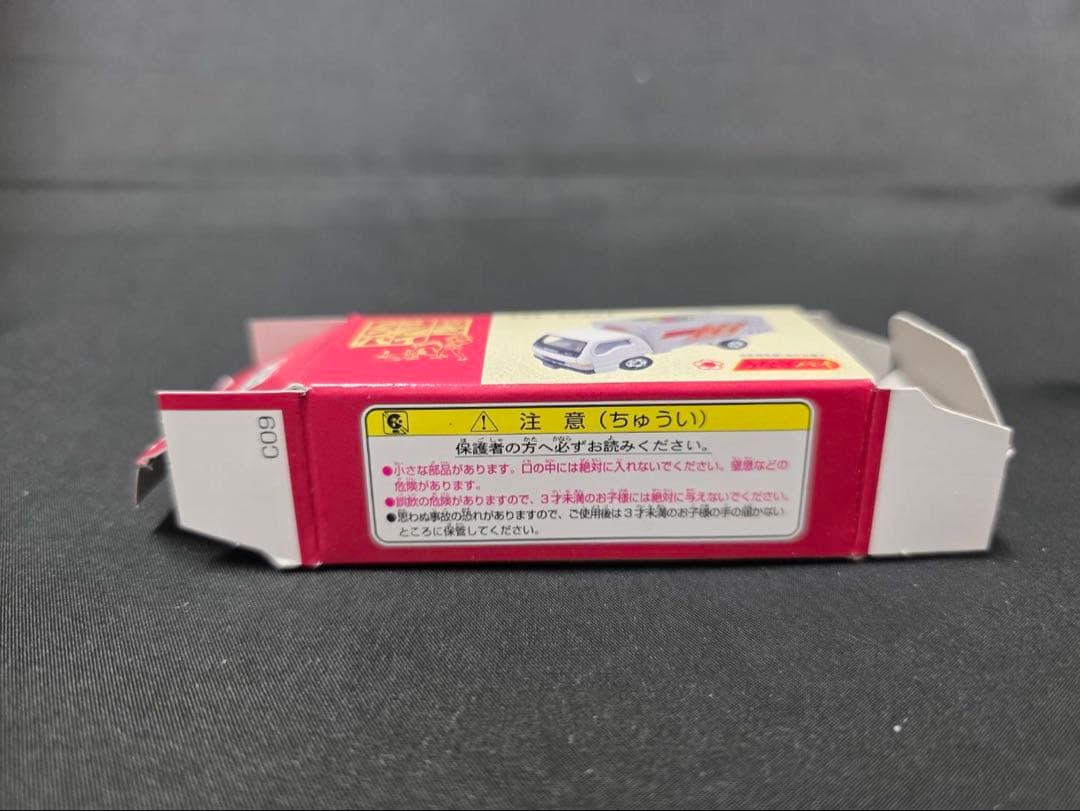 注 意(ちゅうい)
保護者の方へ必ずお読みください。
●小さな部品があります。口の中には絶対に入れないでください。窒息などの
危険があります。
●誤飲の危険がありますので、3才未満のお子様には絶対に与えないでください。
●思わぬ事故の恐れがありますので、ご使用後は3才未満のお子様の手の届かない
ところに保管してください。
C09